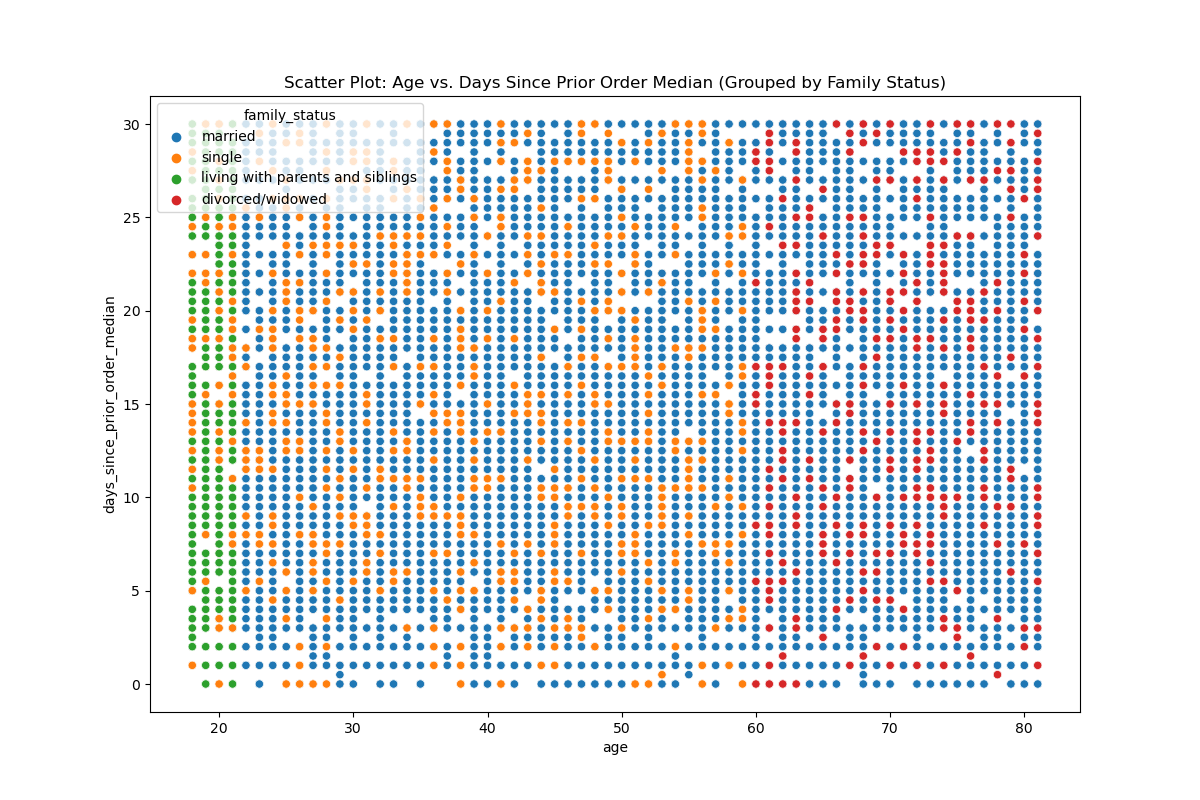 Scatter Plot: Age vs. Days Since Prior Order Median (Grouped by Family Status)
family_status
married
single
living with parents and siblings
divorced/widowed
30
25
20
15
10
5
0
days_since_prior_order_median
20
30
40
50
60
70
80
age